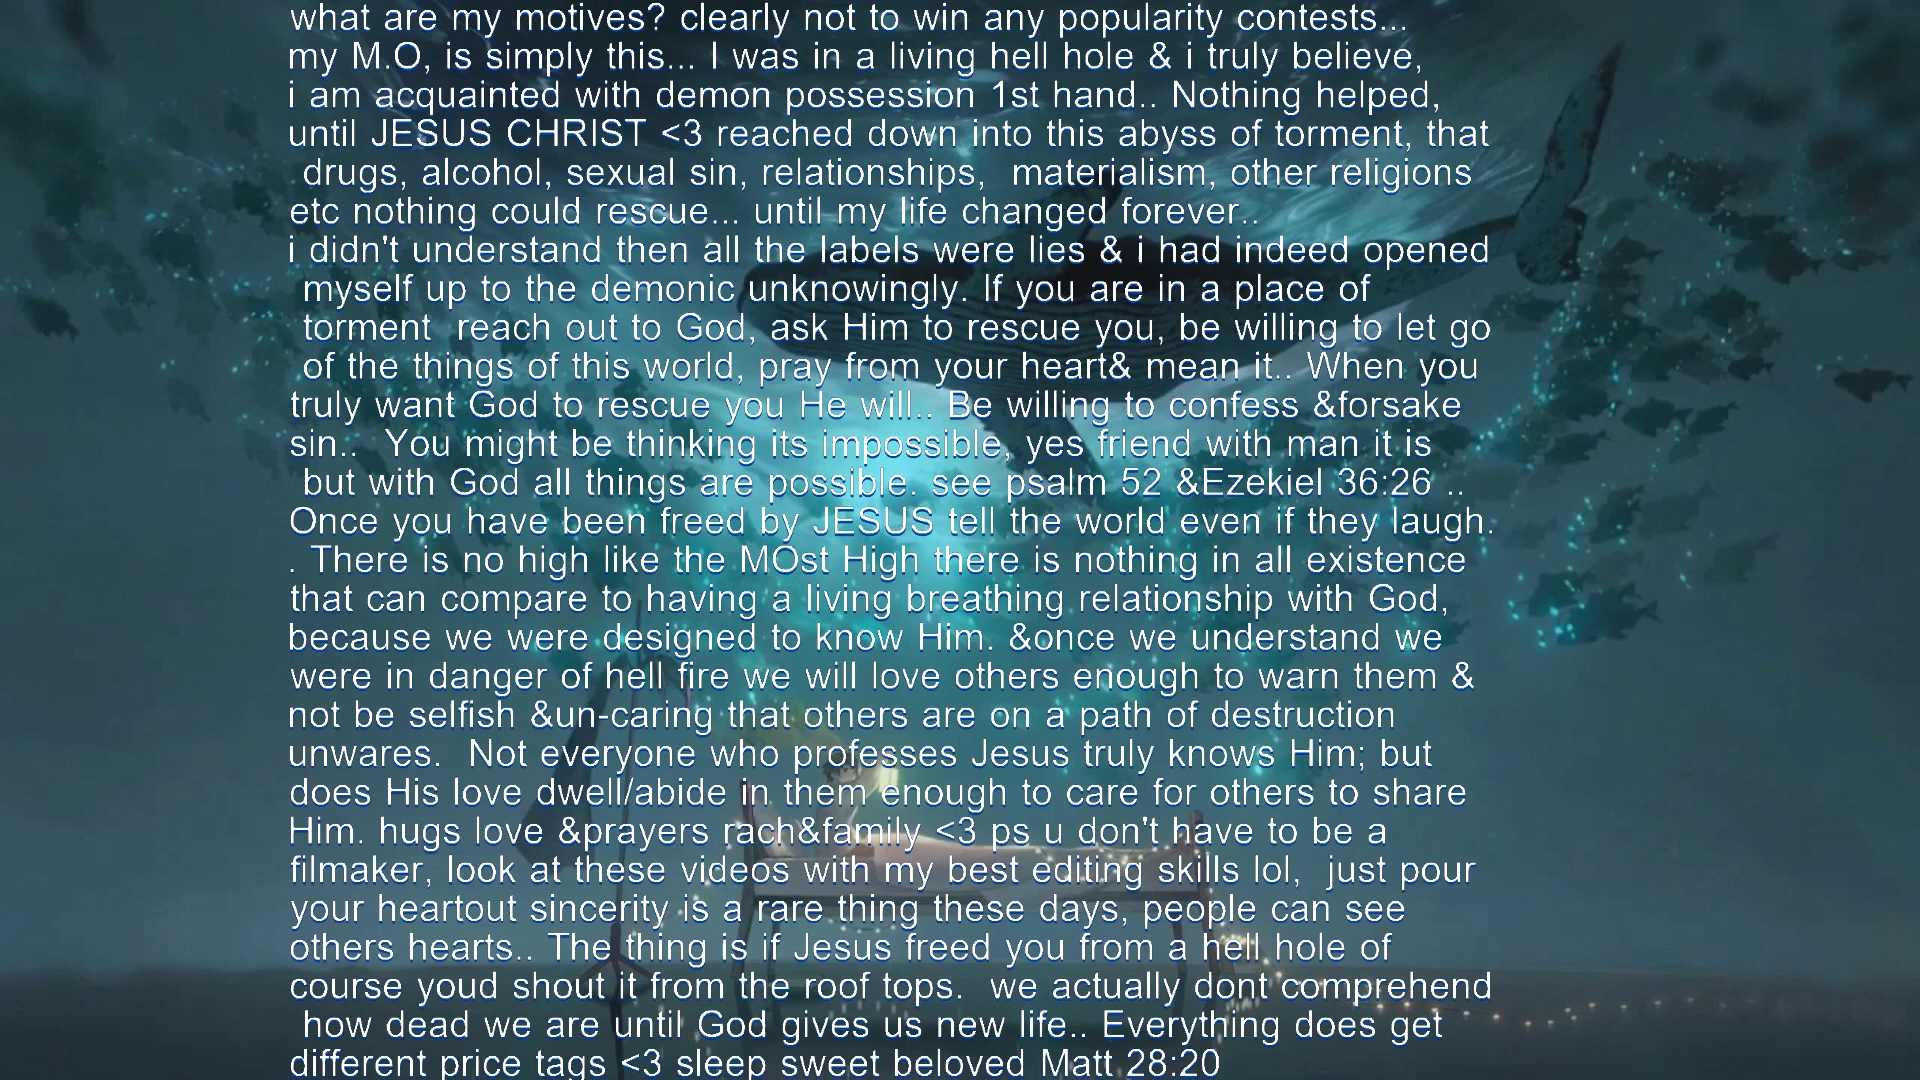 what are my motives? clearly not to win any popularity contests...
my M.O, is simply this... I was in a living hell hole & i truly believe,
i am acquainted with demon possession 1st hand.. Nothing helped,
until JESUS CHRIST <3 reached down into this abyss of torment, that
drugs, alcohol, sexual sin, relationships,  materialism, other religions
etc nothing could rescue... until my life changed forever..
i didn't understand then all the labels were lies & i had indeed opened
myself up to the demonic unknowingly. If you are in a place of
torment  reach out to God, ask Him to rescue you, be willing to let go
of the things of this world, pray from your heart& mean it.. When you
truly want God to rescue you He will.. Be willing to confess &forsake
sin..  You might be thinking its impossible, yes friend with man it is
but with God all things are possible. see psalm 52 &Ezekiel 36:26 ..
Once you have been freed by JESUS tell the world even if they laugh.
. There is no high like the MOst High there is nothing in all existence
that can compare to having a living breathing relationship with God,
because we were designed to know Him. &once we understand we
were in danger of hell fire we will love others enough to warn them &
not be selfish &un-caring that others are on a path of destruction
unwares.  Not everyone who professes Jesus truly knows Him; but
does His love dwell/abide in them enough to care for others to share
Him. hugs love &prayers rach&family <3 ps u don't have to be a
filmaker, look at these videos with my best editing skills lol,  just pour
your heartout sincerity is a rare thing these days, people can see
others hearts.. The thing is if Jesus freed you from a hell hole of
course youd shout it from the roof tops.  we actually dont comprehend
how dead we are until God gives us new life.. Everything does get
different price tags <3 sleep sweet beloved Matt 28:20